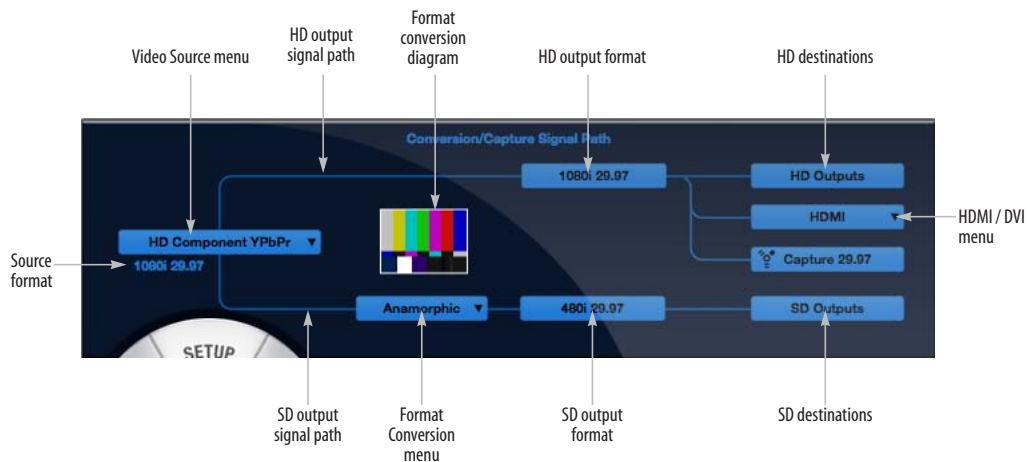 Format
conversion
diagram
HD output
signal path
Video Source menu
HD output format
HD destinations
Conversion/Capture Signal Path
1080i 29.97
HD Outputs
HDMI
HDMI / DVI
menu
HD Component YPbPr
1080i 29.97
Source
format
Capture 29.97
Anamorphic
480i 29.97
SD Outputs
SETUP
SD output
signal path
Format
Conversion
menu
SD output
format
SD destinations